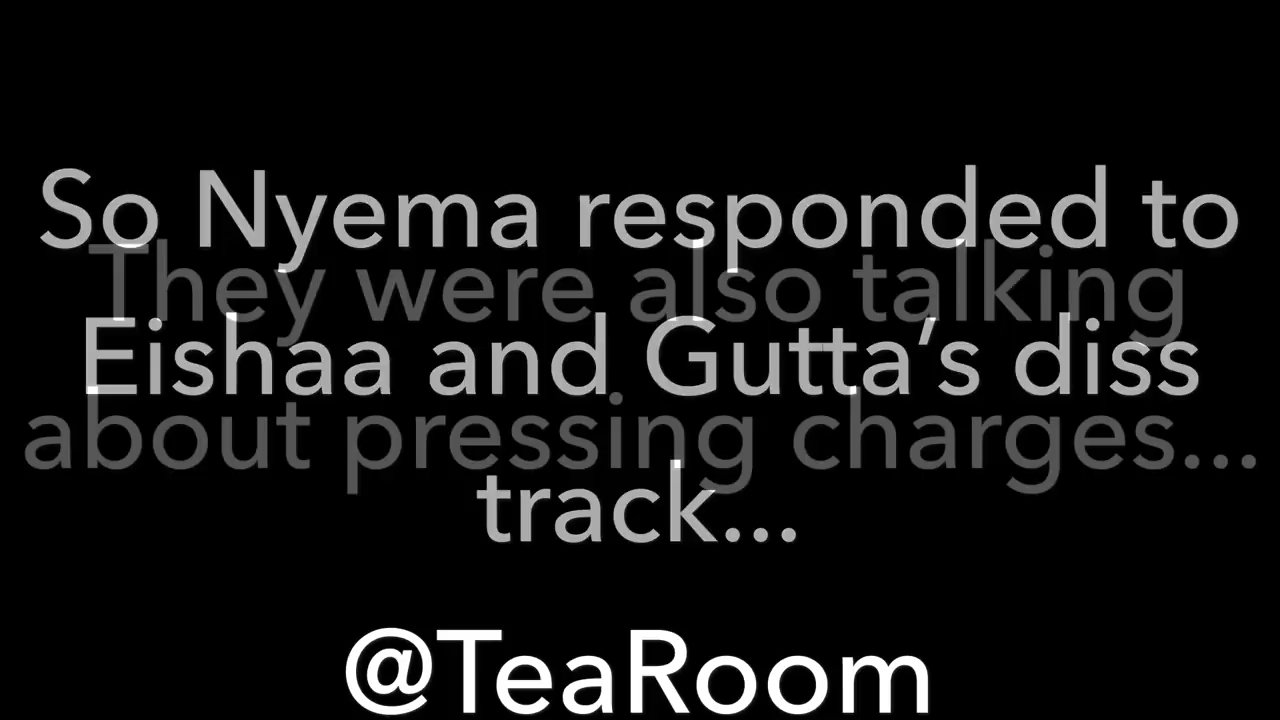 So Nyema responded to
Eishaa and Gutta’s diss
track...
They were also talking
about pressing charges...
@TeaRoom